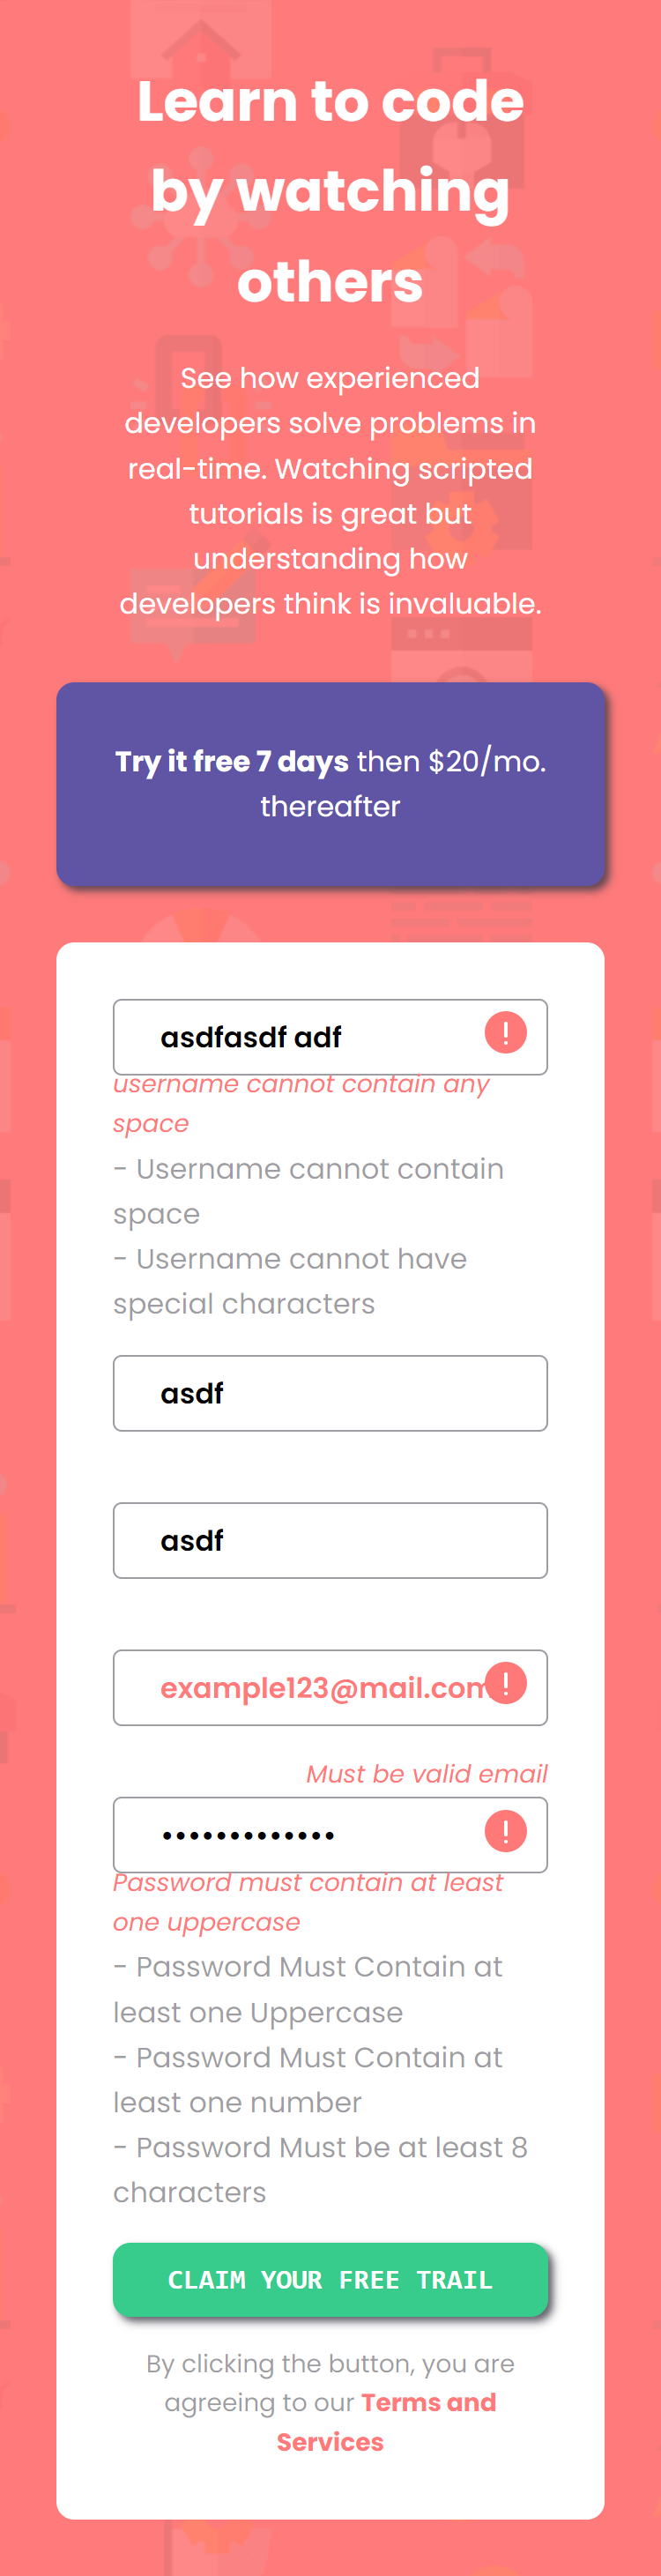 Learn to code
by watching
others
See how experienced
developers solve problems in
real-time. Watching scripted
tutorials is great but
understanding how
developers think is invaluable.
Try it free 7 days then $20/mo.
thereafter
asdfasdf adf
username cannot contain any
space
- Username cannot contain
space
- Username cannot have
special characters
asdf
asdf
example123@mail.com
Must be valid email
•••••••••••••
Password must contain at least
one uppercase
- Password Must Contain at
least one Uppercase
- Password Must Contain at
least one number
- Password Must be at least 8
characters
CLAIM YOUR FREE TRAIL
By clicking the button, you are
agreeing to our Terms and
Services